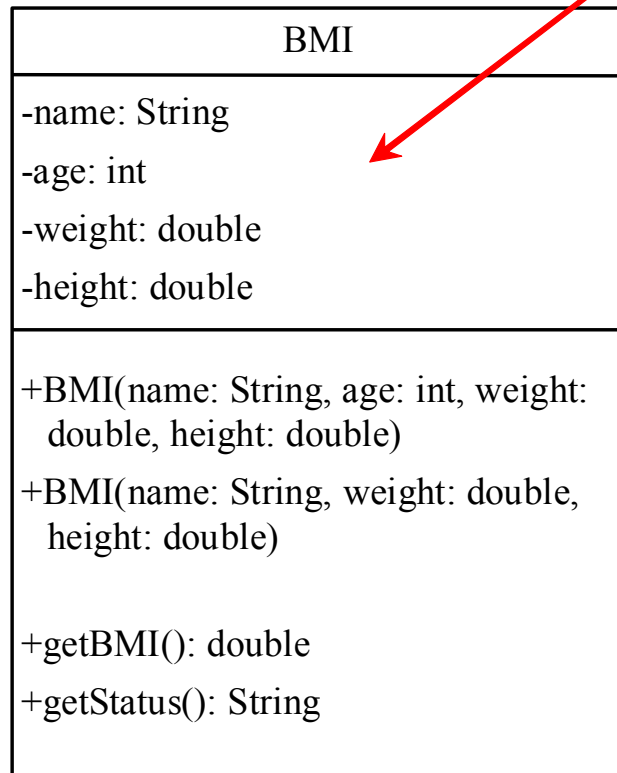 BMI
-name: String
-age: int
-weight: double
-height: double
+BMI(name: String, age: int, weight:
double, height: double)
+BMI(name: String, weight: double,
height: double)
+getBMI(): double
+getStatus(): String